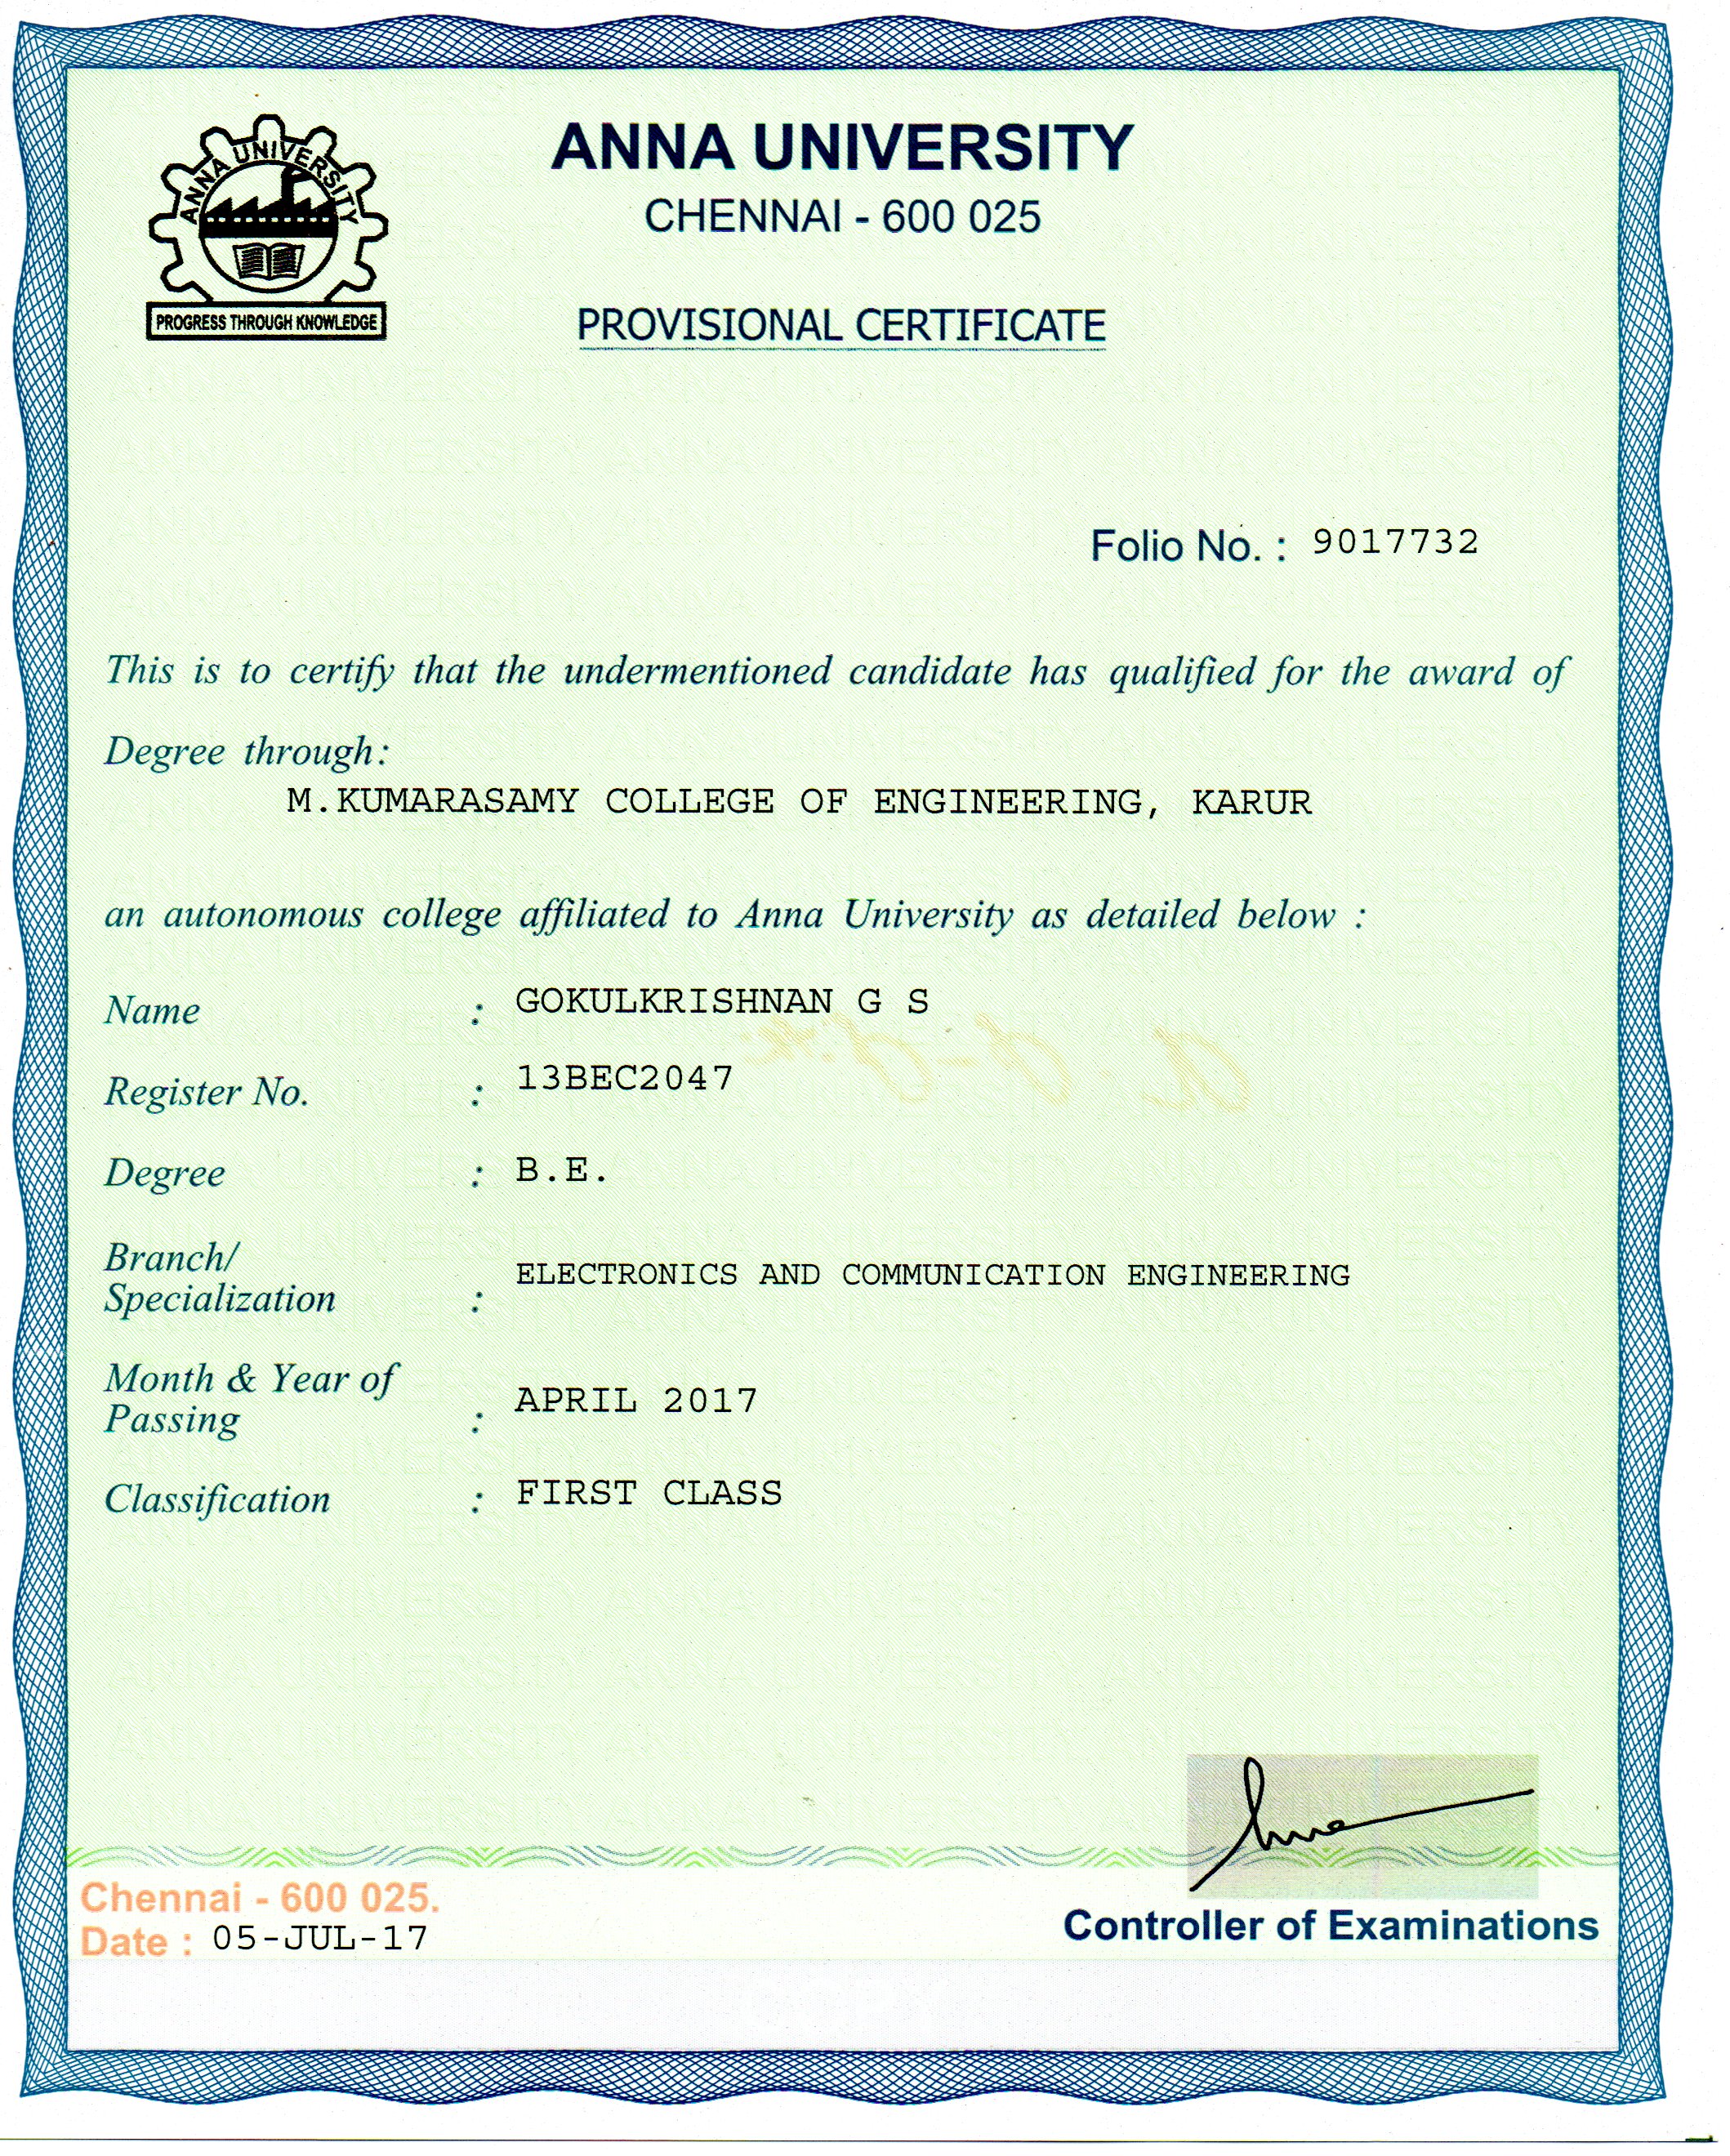 ANNA UNIVERSITY
PROGRESS THROUGH KNOWLEDGE
ANNA UNIVERSITY
CHENNAI - 600 025
PROVISIONAL CERTIFICATE
Folio No. : 9017732
This is to certify that the undermentioned candidate has qualified for the award of
Degree through:
M.KUMARASAMY COLLEGE OF ENGINEERING, KARUR
an autonomous college affiliated to Anna University as detailed below :
Name : GOKULKRISHNAN G S
Register No. : 13BEC2047
Degree : B.E.
Branch/
Specialization : ELECTRONICS AND COMMUNICATION ENGINEERING
Month & Year of
Passing : APRIL 2017
Classification : FIRST CLASS
Chennai - 600 025.
Date : 05-JUL-17
Controller of Examinations